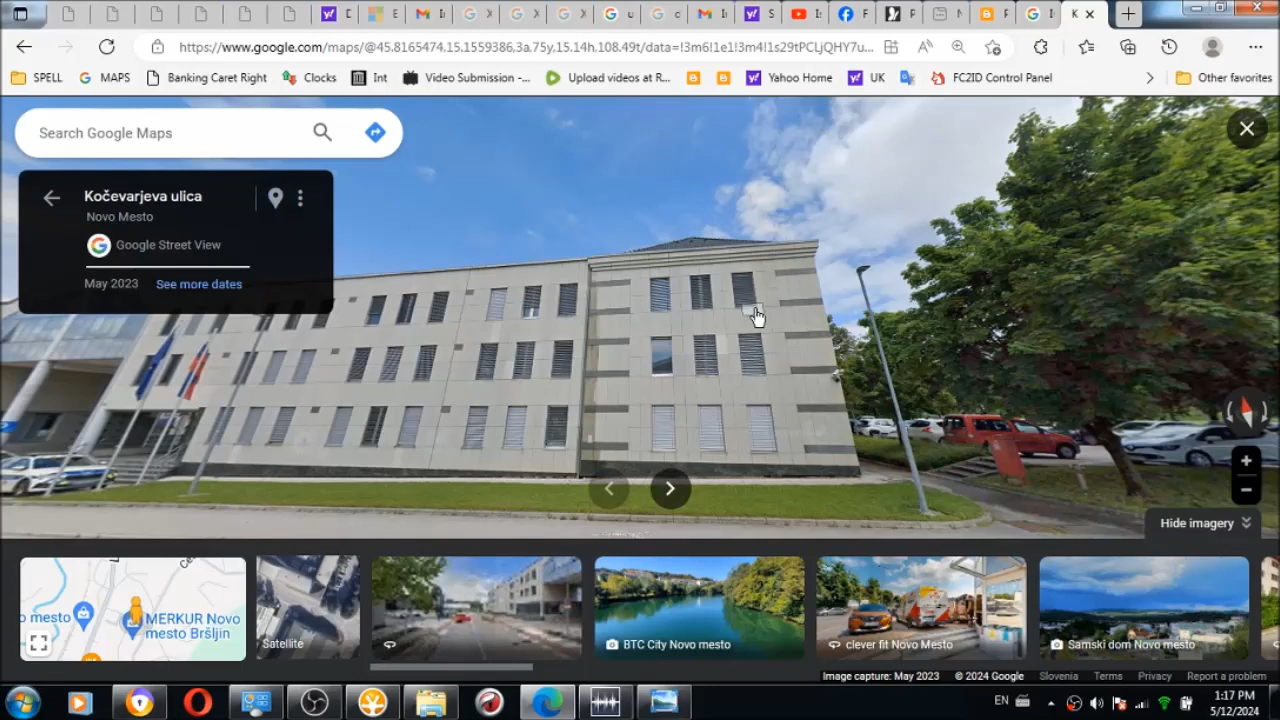 https://www.google.com/maps/@45.8165474,15.1559386,3a,75y,15.14h,108.49t/data=!3m6!1e1!3m4!1s29tPCLjQHY7u...
SPELL
MAPS
Banking Caret Right
Clocks
Int
Video Submission -...
Upload videos at R...
Yahoo Home
UK
FC2ID Control Panel
Other favorites
Search Google Maps
Kočevarjeva ulica
Novo Mesto
Google Street View
May 2023 See more dates
Hide imagery
o mesto
MERKUR Novo
mesto Bršljin
Satellite
BTC City Novo mesto
clever fit Novo Mesto
Samski dom Novo mesto
Image capture: May 2023 © 2024 Google Slovenia Terms Privacy Report a problem
EN
1:17 PM
5/12/2024